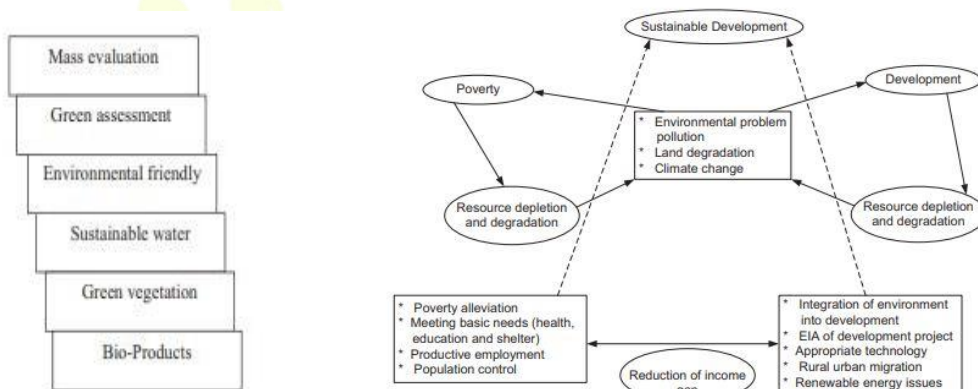 Mass evaluation
Green assessment
Environmental friendly
Sustainable water
Green vegetation
Bio-Products
Sustainable Development
Poverty
Development
* Environmental problem
pollution
* Land degradation
* Climate change
Resource depletion
and degradation
Resource depletion
and degradation
* Poverty alleviation
* Meeting basic needs (health,
education and shelter)
* Productive employment
* Population control
* Integration of environment
into development
* EIA of development project
* Appropriate technology
* Rural urban migration
* Renewable energy issues
Reduction of income